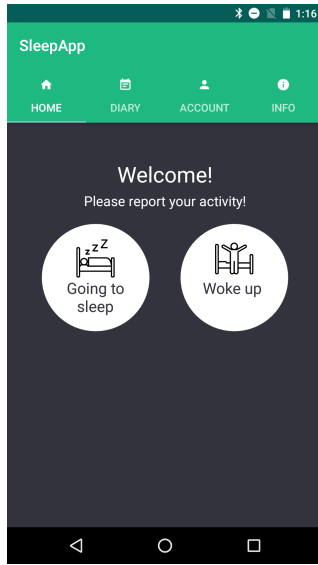 1:16
SleepApp
HOME DIARY ACCOUNT INFO
Welcome!
Please report your activity!
z z Z
Going to
sleep
Woke up